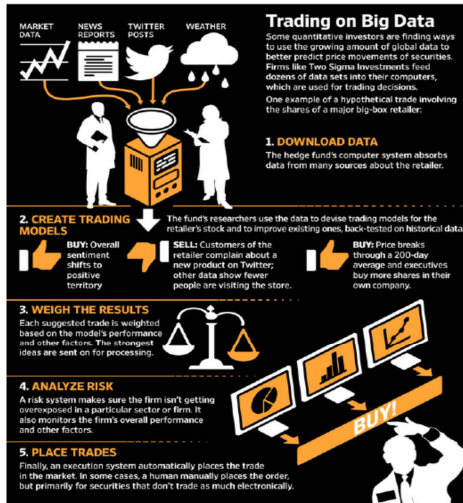 MARKET
DATA
NEWS
REPORTS
TWITTER
POSTS
WEATHER
Trading on Big Data
Some quantitative investors are finding ways
to use the growing amount of global data to
better predict price movements of securities.
Firms like Two Sigma Investments feed
dozens of data sets into their computers,
which are used for trading decisions.
One example of a hypothetical trade involving
the shares of a major big-box retailer:
1. DOWNLOAD DATA
The hedge fund's computer system absorbs
data from many sources about the retailer.
2. CREATE TRADING
MODELS
The fund's researchers use the data to devise trading models for the
retailer's stock and to improve existing ones, back-tested on historical data
BUY: Overall
sentiment
shifts to
positive
territory
SELL: Customers of the
retailer complain about a
new product on Twitter;
other data show fewer
people are visiting the store.
BUY: Price breaks
through a 200-day
average and executives
buy more shares in their
own company.
3. WEIGH THE RESULTS
Each suggested trade is weighted
based on the model's performance
and other factors. The strongest
ideas are sent on for processing.
4. ANALYZE RISK
A risk system makes sure the firm isn't getting
overexposed in a particular sector or firm. It
also monitors the firm's overall performance
and other factors.
BUY!
5. PLACE TRADES
Finally, an execution system automatically places the trade
in the market. In some cases, a human manually places the order,
but primarily for securities that don't trade as much electronically.